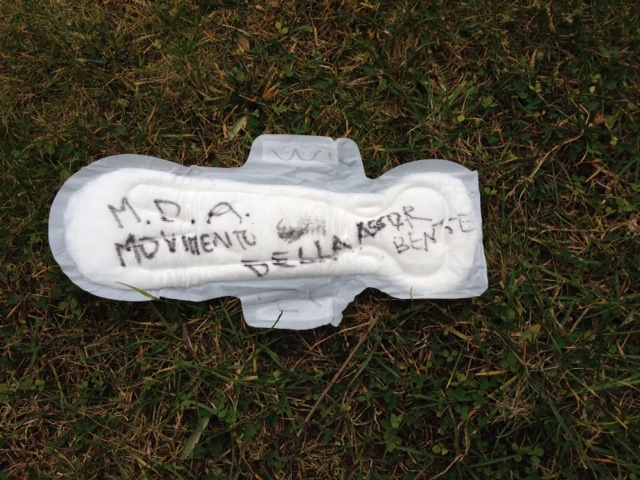 M.D.A.
MOVIMENTO
DELLA ASSOR
BENTE